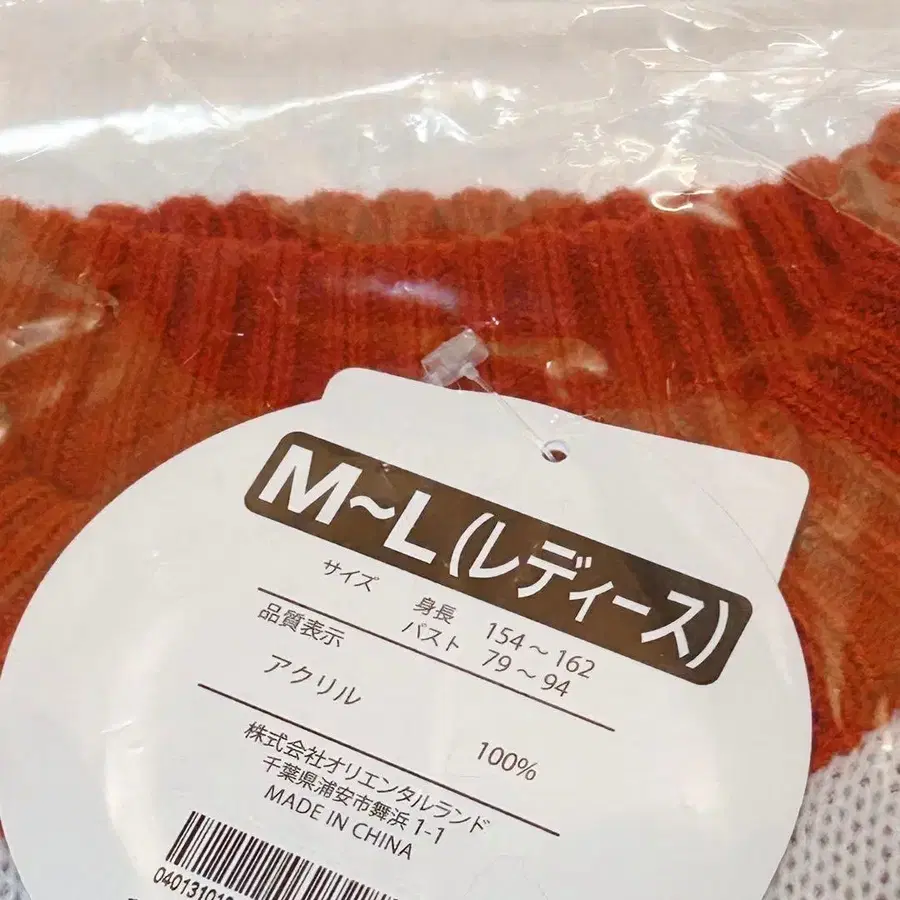 M~L(レディース)
サイズ 身長 154~162
バスト 79~94
品質表示
アクリル 100%
株式会社オリエンタルランド
千葉県浦安市舞浜1-1
MADE IN CHINA